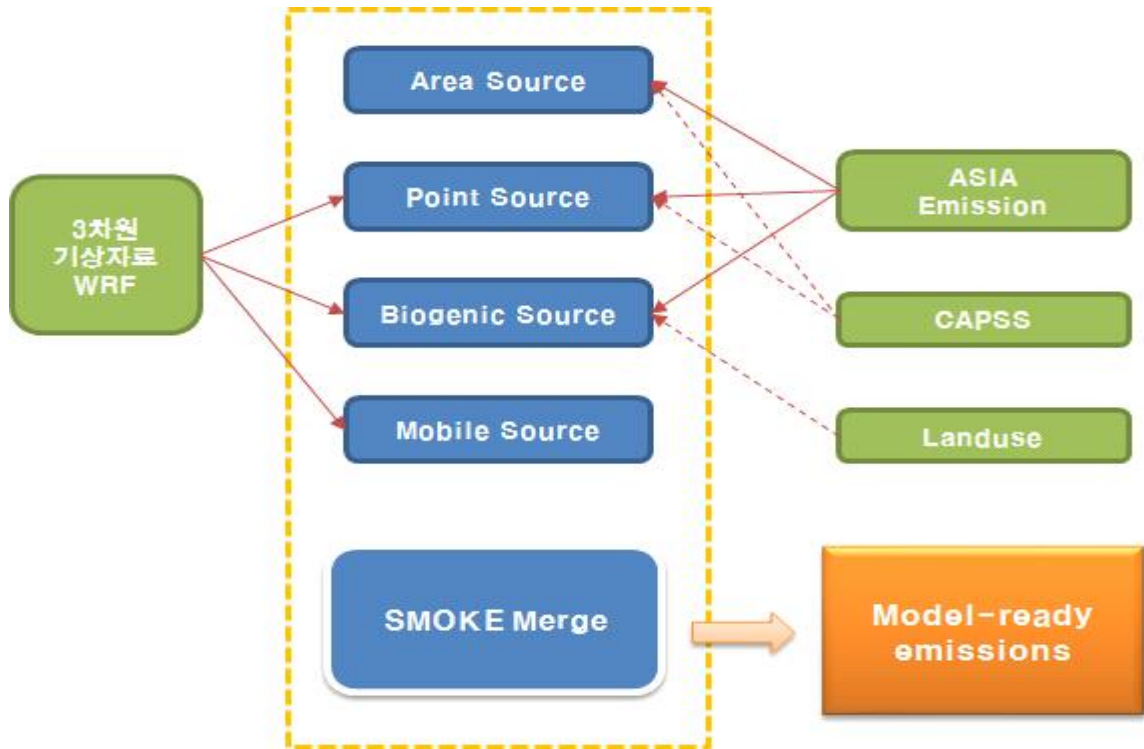 3차원
기상자료
WRF
Area Source
Point Source
Biogenic Source
Mobile Source
SMOKE Merge
ASIA
Emission
CAPSS
Landuse
Model-ready
emissions